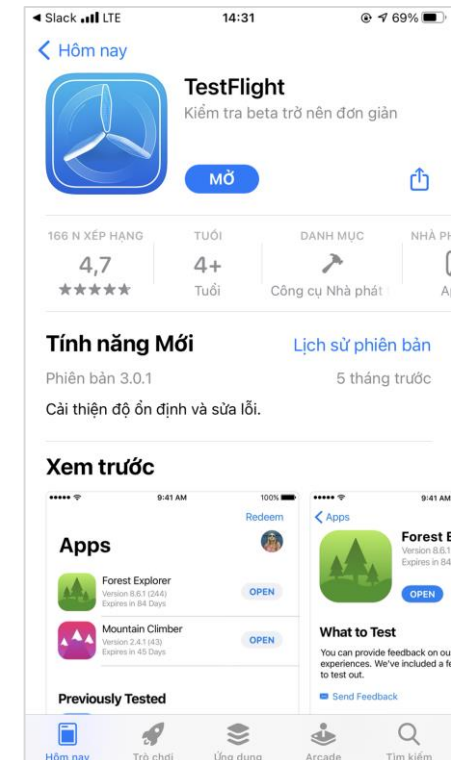 Slack LTE 14:31 69%
Hôm nay
TestFlight
Kiểm tra beta trở nên đơn giản
MỞ
166 N XẾP HẠNG TUỔI DANH MỤC NHÀ PH
4,7 4+
Tuổi Công cụ Nhà phát Ap
Tính năng Mới Lịch sử phiên bản
Phiên bản 3.0.1 5 tháng trước
Cải thiện độ ổn định và sửa lỗi.
Xem trước
9:41 AM 100% 9:41 AM
Redeem Apps
Apps
Forest Explorer
Version 8.6.1 (244)
Expires in 84 Days
OPEN
Mountain Climber
Version 2.4.1 (43)
Expires in 45 Days
OPEN
Previously Tested
Forest E
Version 8.6.1
Expires in 84
OPEN
What to Test
You can provide feedback on ou
experiences. We've included a fe
to test out.
Send Feedback
Hôm nay Trò chơi Ứng dụng Arcade Tìm kiếm